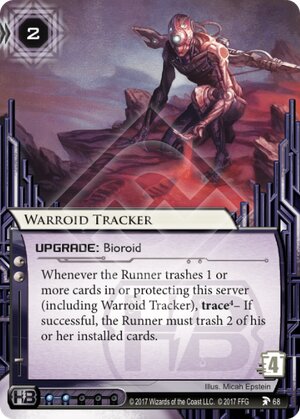 2
WARROID TRACKER
UPGRADE: Bioroid
Whenever the Runner trashes 1 or
more cards in or protecting this server
(including Warroid Tracker), trace⁴– If
successful, the Runner must trash 2 of his
or her installed cards.
4
Illus. Micah Epstein
HB
© 2017 Wizards of the Coast LLC. © 2017 FFG
68